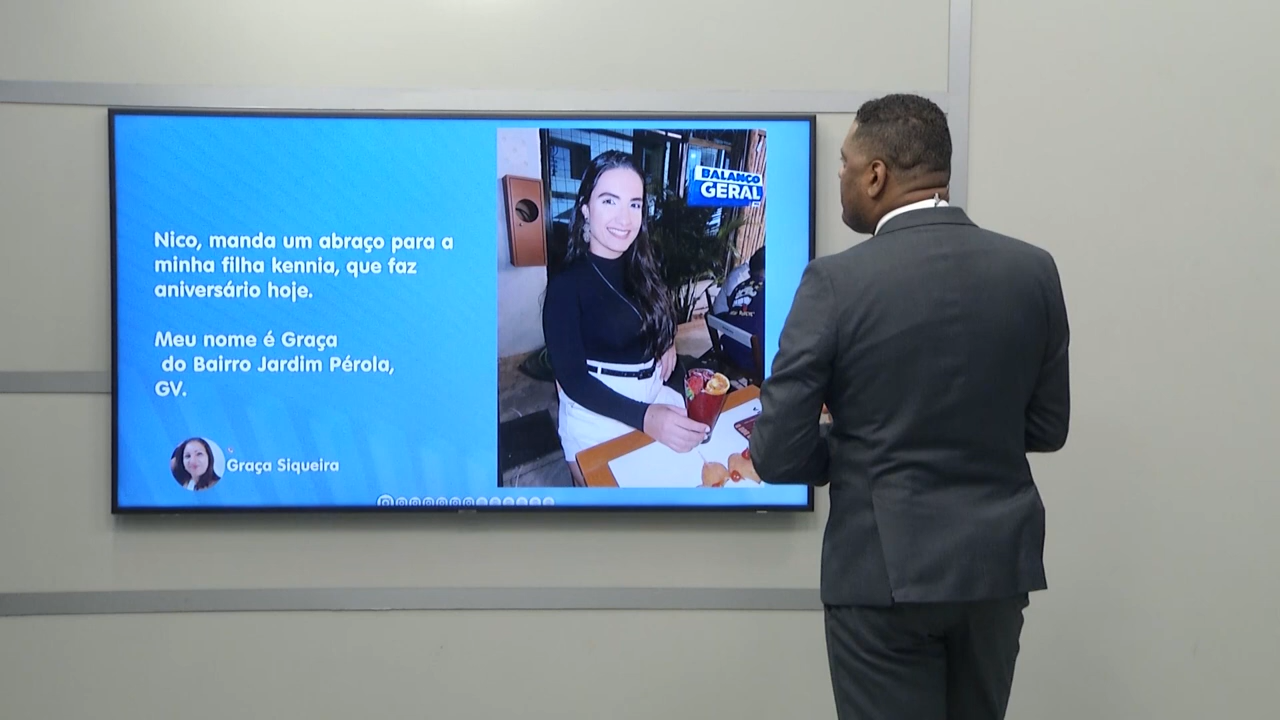 Nico, manda um abraço para a
minha filha kennia, que faz
aniversário hoje.
Meu nome é Graça
do Bairro Jardim Pérola,
GV.
Graça Siqueira
BALANÇO
GERAL